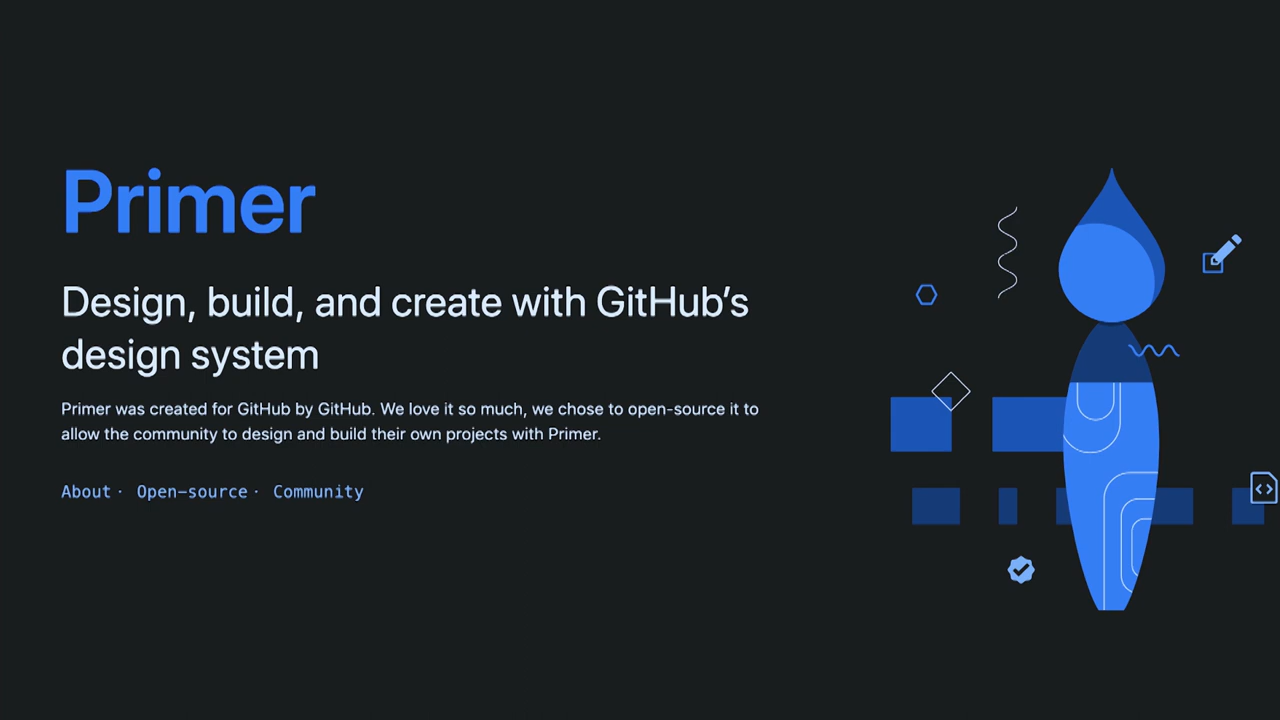 Primer
Design, build, and create with GitHub’s
design system
Primer was created for GitHub by GitHub. We love it so much, we chose to open-source it to
allow the community to design and build their own projects with Primer.
About · Open-source · Community